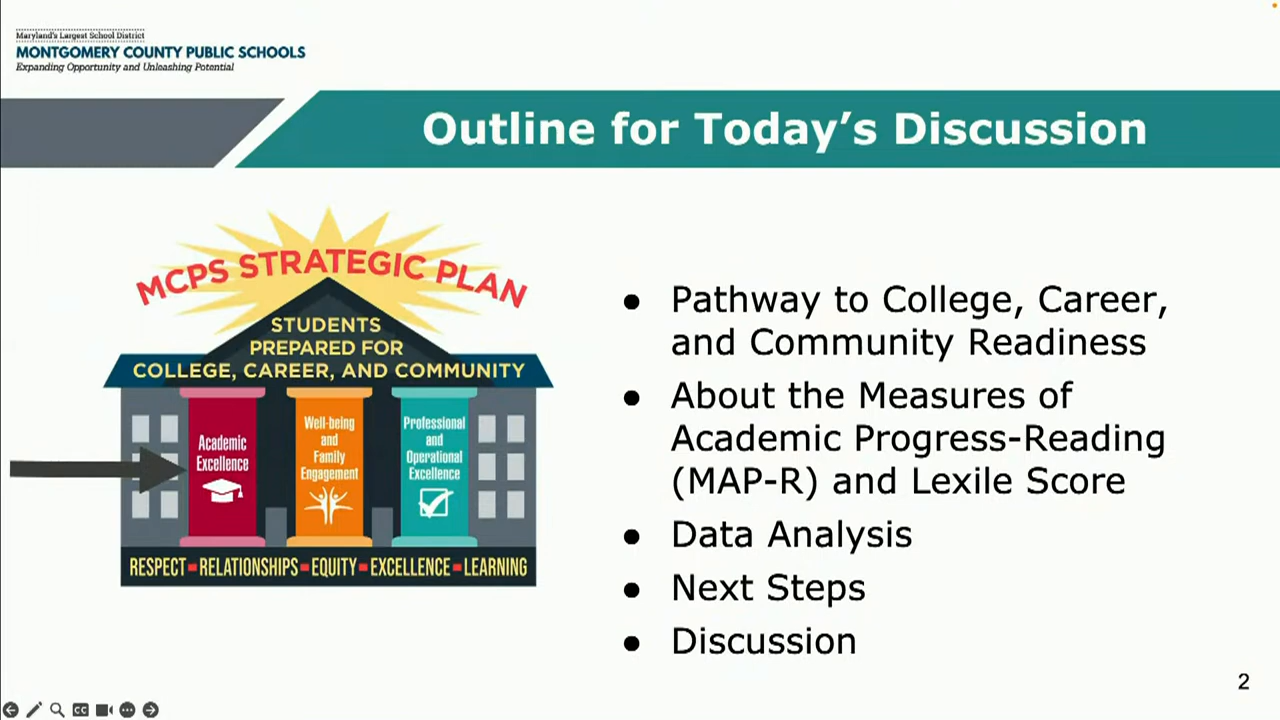 Maryland's Largest School District
MONTGOMERY COUNTY PUBLIC SCHOOLS
Expanding Opportunity and Unleashing Potential
Outline for Today's Discussion
MCPS STRATEGIC PLAN
STUDENTS
PREPARED FOR
COLLEGE, CAREER, AND COMMUNITY
Academic
Excellence
Well-being
and
Family
Engagement
Professional
and
Operational
Excellence
RESPECT-RELATIONSHIPS-EQUITY-EXCELLENCE-LEARNING
● Pathway to College, Career,
and Community Readiness
● About the Measures of
Academic Progress-Reading
(MAP-R) and Lexile Score
● Data Analysis
● Next Steps
● Discussion
2
CC